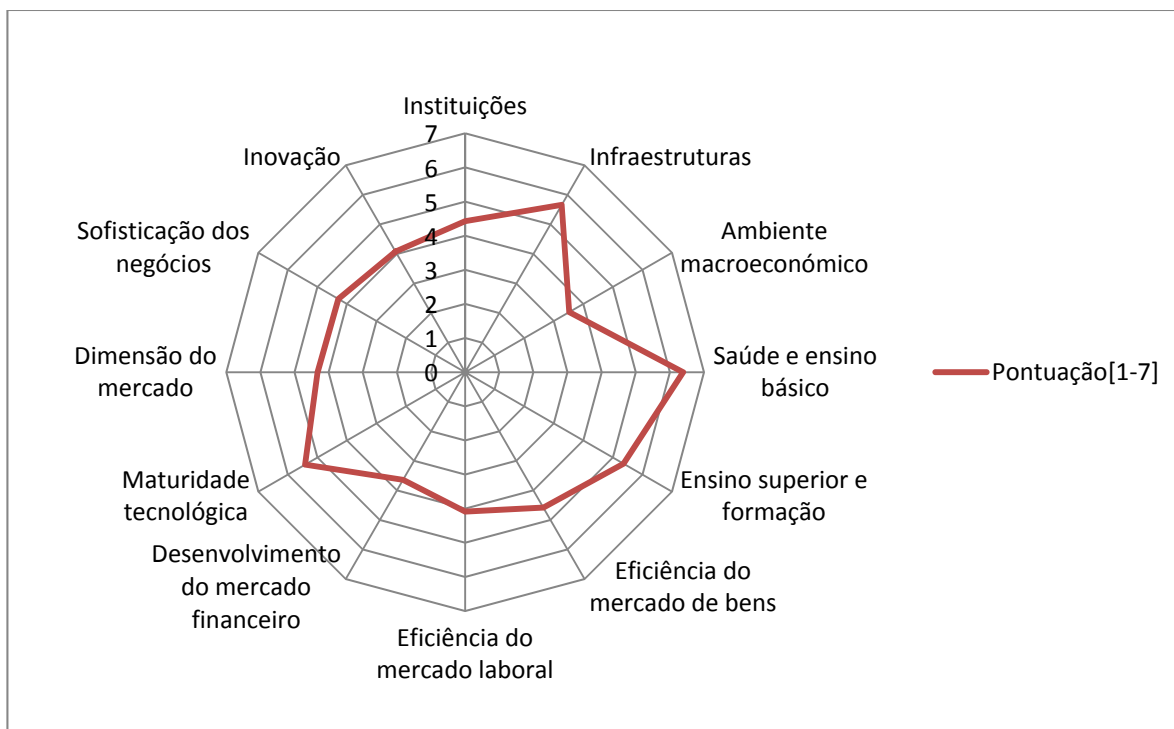 Instituições
Infraestruturas
Ambiente
macroeconómico
Saúde e ensino
básico
Ensino superior e
formação
Eficiência do
mercado de bens
Eficiência do
mercado laboral
Desenvolvimento
do mercado
financeiro
Maturidade
tecnológica
Dimensão do
mercado
Sofisticação dos
negócios
Inovação
7
6
5
4
3
2
1
0
Pontuação[1-7]